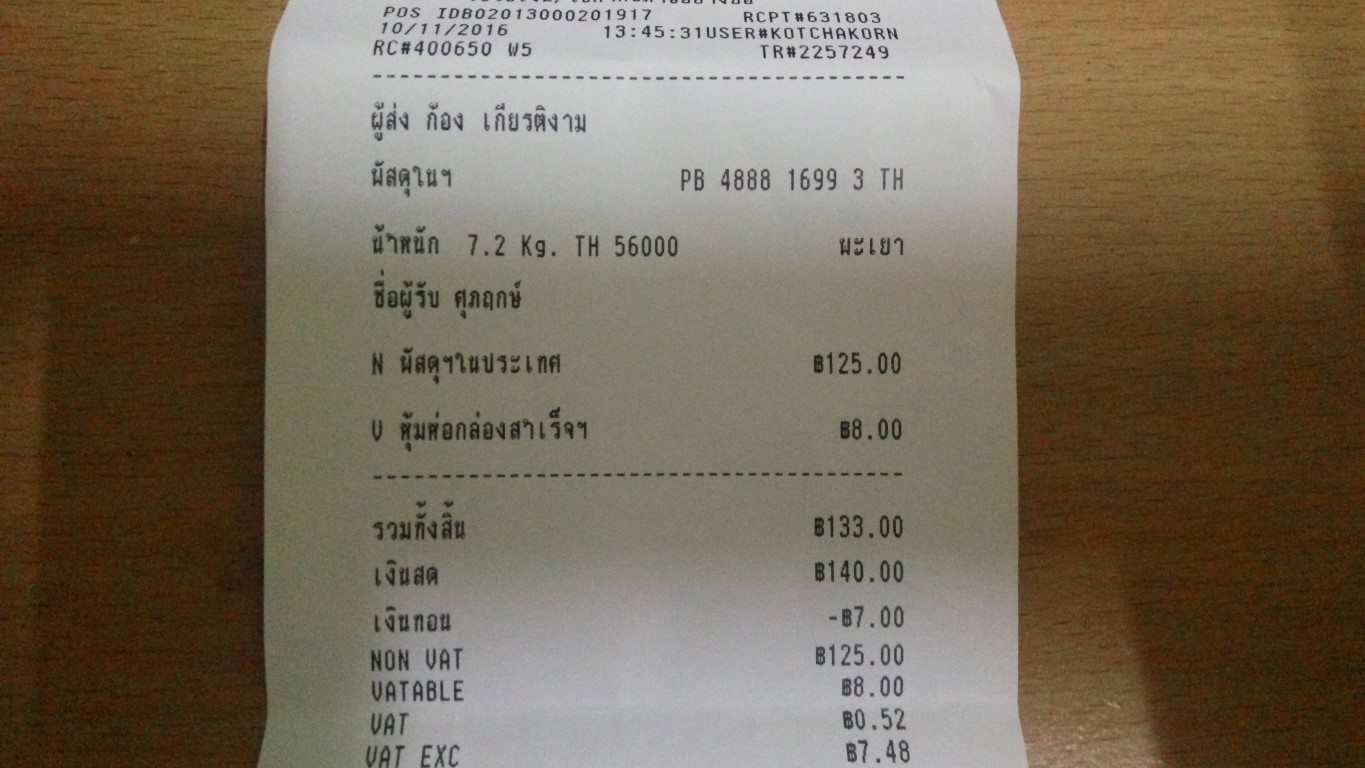 POS IDB02013000201917 RCPT#631803
10/11/2016 13:45:31USER#KOTCHAKORN
RC#400650 W5 TR#2257249
ผู้ส่ง ก้อง เกียรติงาม
พัสดุในฯ PB 4888 1699 3 TH
น้ำหนัก 7.2 Kg. TH 56000 พะเยา
ชื่อผู้รับ ศุภฤกษ์
N พัสดุฯในประเทศ ฿125.00
V หุ้มห่อกล่องสำเร็จฯ ฿8.00
รวมทั้งสิ้น ฿133.00
เงินสด ฿140.00
เงินทอน -฿7.00
NON VAT ฿125.00
VATABLE ฿8.00
VAT ฿0.52
VAT EXC ฿7.48